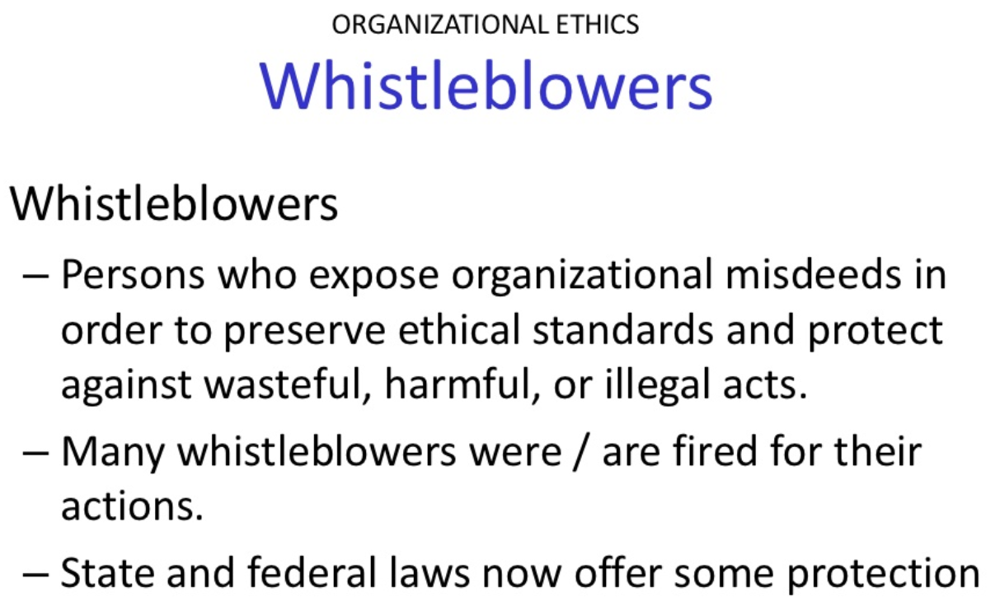 ORGANIZATIONAL ETHICS
Whistleblowers
Whistleblowers
– Persons who expose organizational misdeeds in
order to preserve ethical standards and protect
against wasteful, harmful, or illegal acts.
– Many whistleblowers were / are fired for their
actions.
– State and federal laws now offer some protection